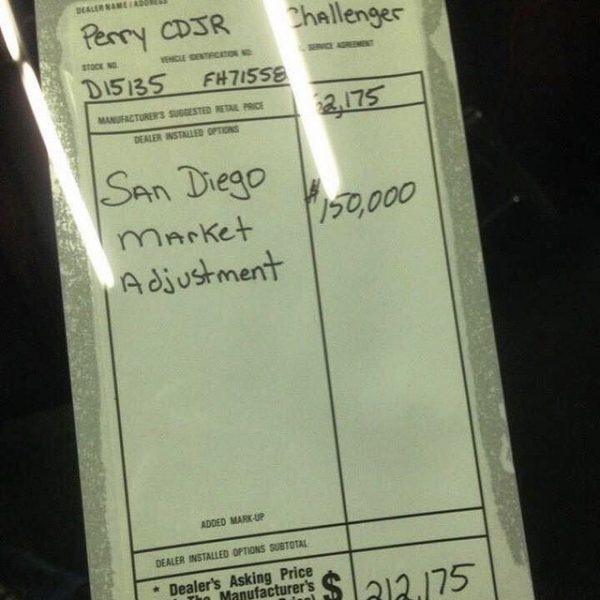 DEALER NAME / ADDRESS
Perry CDJR Challenger
STOCK NO. VEHICLE IDENTIFICATION NO. SERVICE AGREEMENT
D15135 FH71558
MANUFACTURER'S SUGGESTED RETAIL PRICE 62,175
DEALER INSTALLED OPTIONS
SAn Diego $150,000
MArket
Adjustment
ADDED MARK-UP
DEALER INSTALLED OPTIONS SUBTOTAL
* Dealer's Asking Price $ 212,175
The Manufacturer's